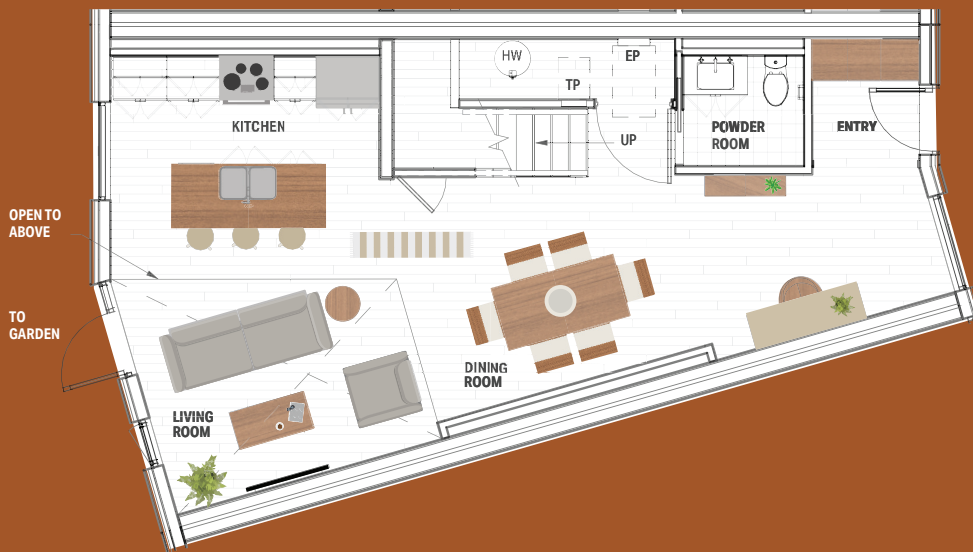 HW
EP
TP
KITCHEN
UP
POWDER
ROOM
ENTRY
OPEN TO
ABOVE
TO
GARDEN
DINING
ROOM
LIVING
ROOM